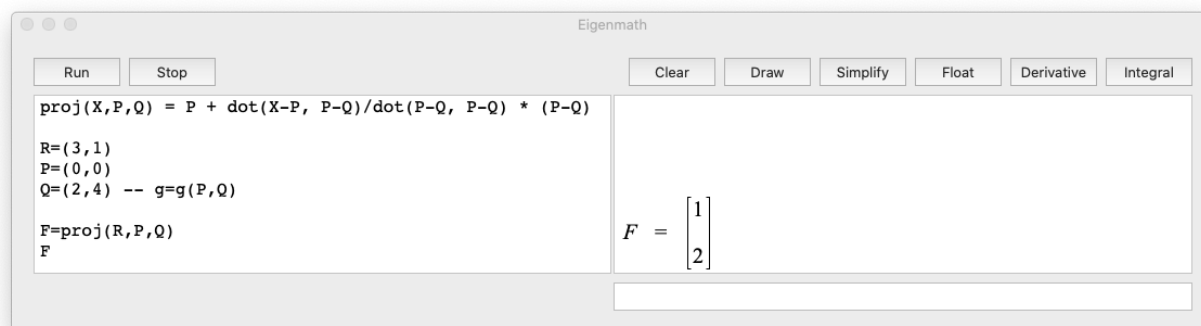 Eigenmath
Run Stop Clear Draw Simplify Float Derivative Integral
proj(X,P,Q) = P + dot(X-P, P-Q)/dot(P-Q, P-Q) * (P-Q)
R=(3,1)
P=(0,0)
Q=(2,4) -- g=g(P,Q)
F=proj(R,P,Q)
F
F = [1
2]